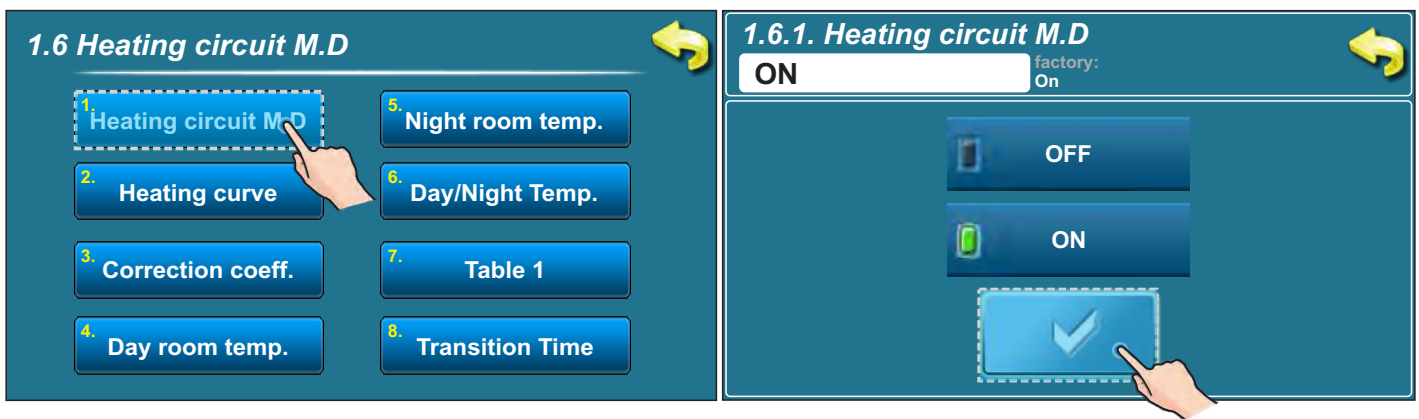 1.6 Heating circuit M.D
1.
Heating circuit M.D
2.
Heating curve
3.
Correction coeff.
4.
Day room temp.
5.
Night room temp.
6.
Day/Night Temp.
7.
Table 1
8.
Transition Time
1.6.1. Heating circuit M.D
ON
factory:
On
OFF
ON